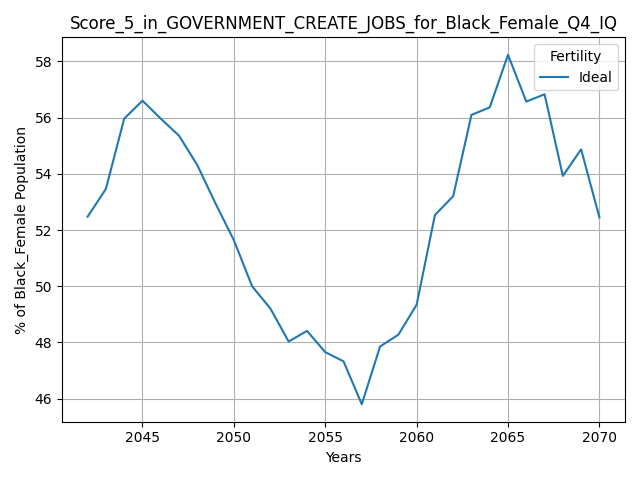 Score_5_in_GOVERNMENT_CREATE_JOBS_for_Black_Female_Q4_IQ
Fertility
Ideal
% of Black_Female Population
58
56
54
52
50
48
46
2045 2050 2055 2060 2065 2070
Years